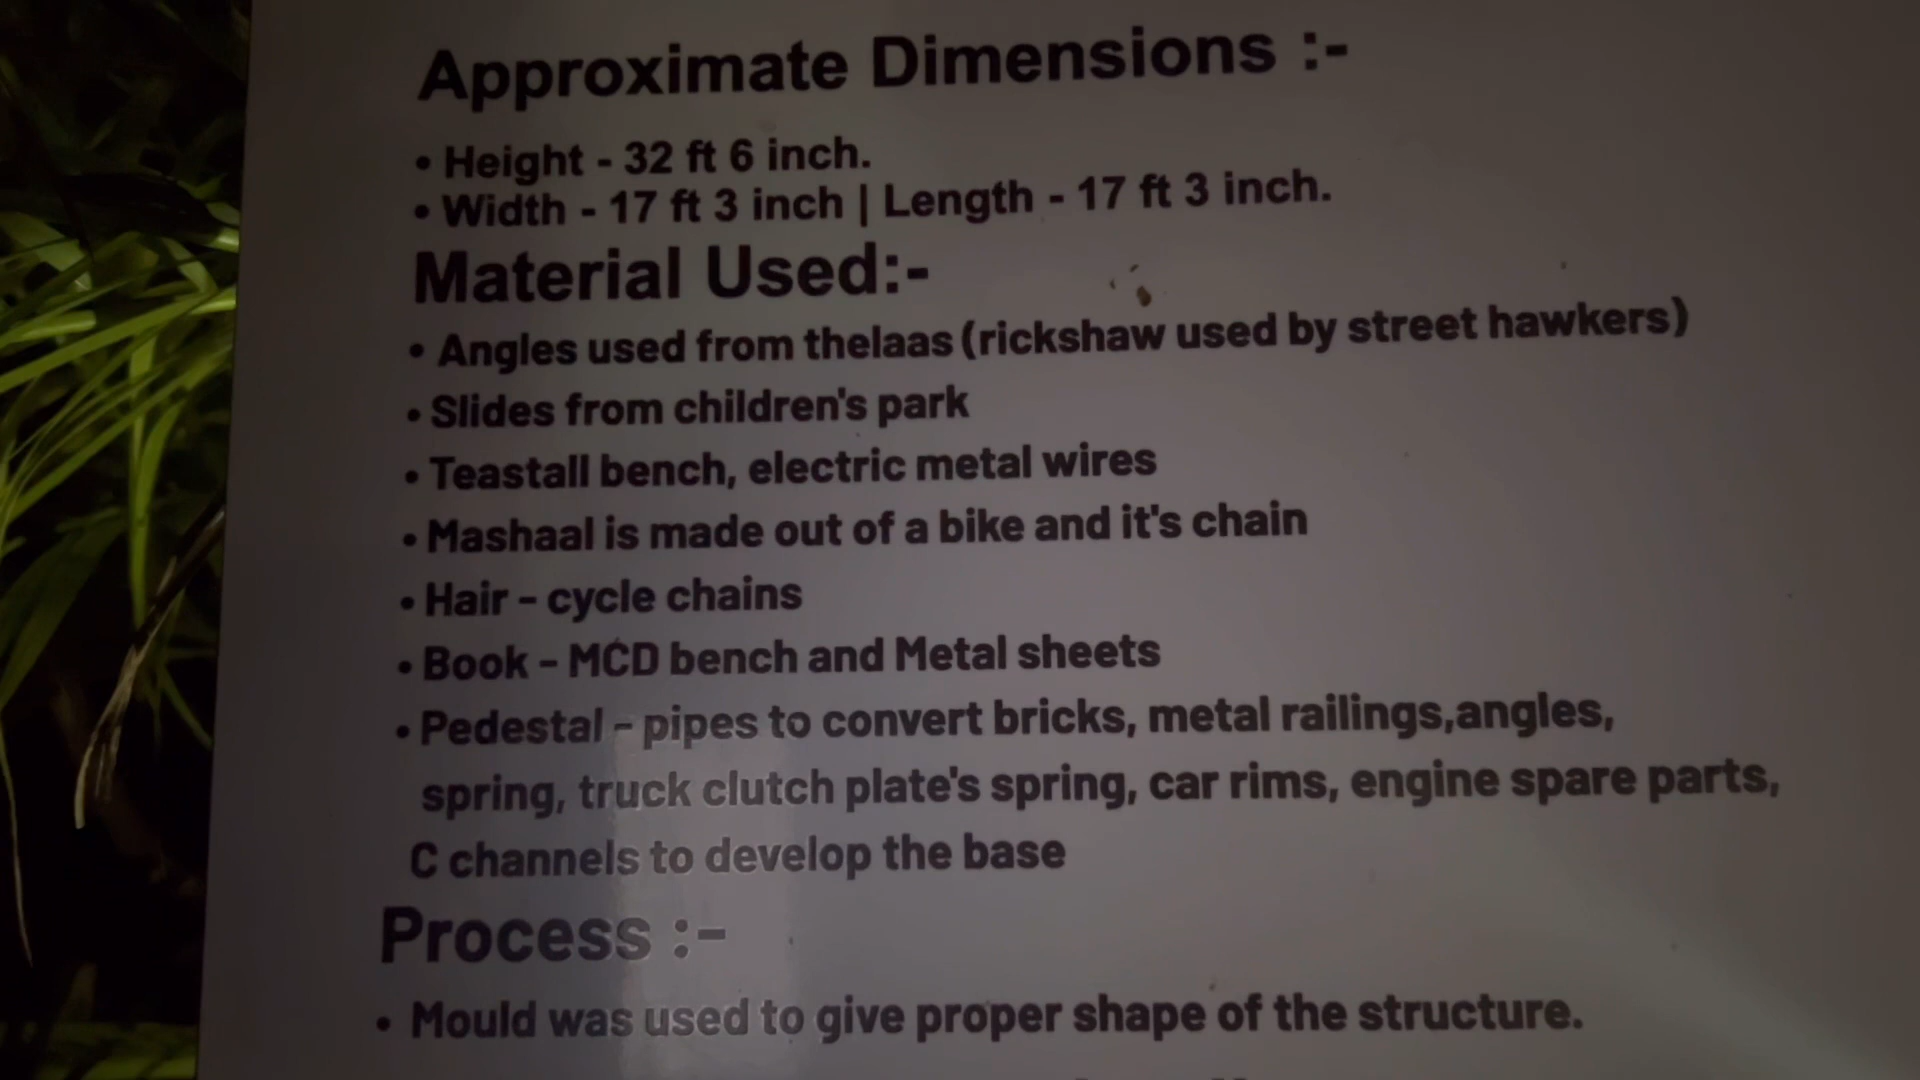 Approximate Dimensions :-
• Height - 32 ft 6 inch.
• Width - 17 ft 3 inch | Length - 17 ft 3 inch.
Material Used:-
• Angles used from thelaas (rickshaw used by street hawkers)
• Slides from children's park
• Teastall bench, electric metal wires
• Mashaal is made out of a bike and it's chain
• Hair - cycle chains
• Book - MCD bench and Metal sheets
• Pedestal - pipes to convert bricks, metal railings,angles,
spring, truck clutch plate's spring, car rims, engine spare parts,
C channels to develop the base
Process :-
• Mould was used to give proper shape of the structure.